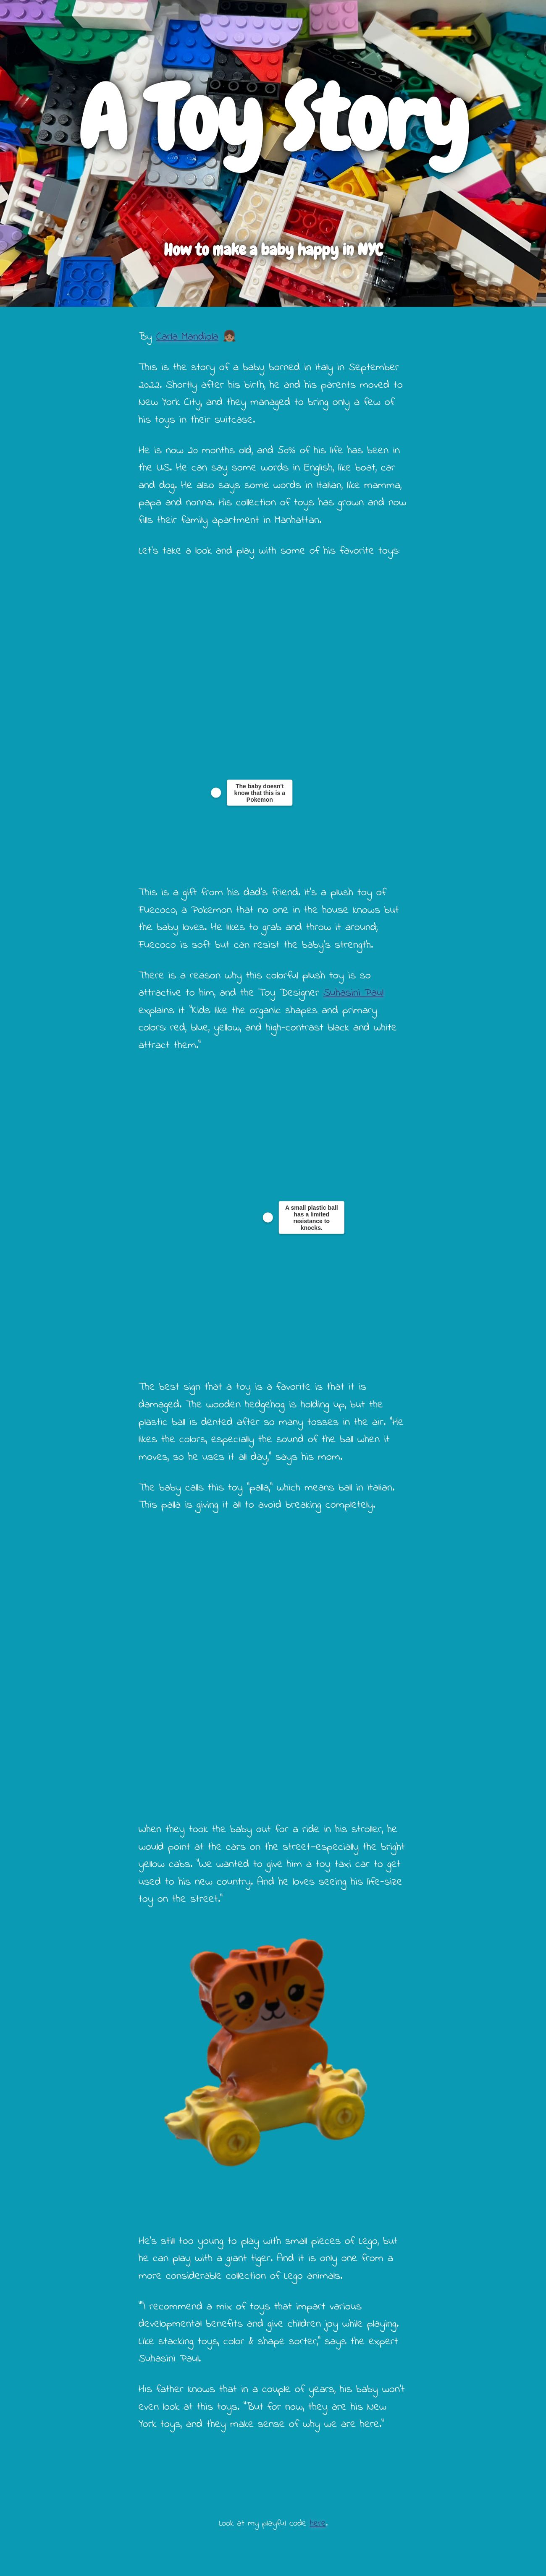 A Toy Story
How to make a baby happy in NYC
By Carla Mandiola 👧🏽
This is the story of a baby borned in Italy in September
2022. Shortly after his birth, he and his parents moved to
New York City, and they managed to bring only a few of
his toys in their suitcase.
He is now 20 months old, and 50% of his life has been in
the US. He can say some words in English, like boat, car
and dog. He also says some words in Italian, like mamma,
papa and nonna. His collection of toys has grown and now
fills their family apartment in Manhattan.
Let's take a look and play with some of his favorite toys:
The baby doesn't
know that this is a
Pokemon
This is a gift from his dad's friend. It's a plush toy of
Fuecoco, a Pokemon that no one in the house knows but
the baby loves. He likes to grab and throw it around;
Fuecoco is soft but can resist the baby's strength.
There is a reason why this colorful plush toy is so
attractive to him, and the Toy Designer Suhasini Paul
explains it: "Kids like the organic shapes and primary
colors: red, blue, yellow, and high-contrast black and white
attract them."
A small plastic ball
has a limited
resistance to
knocks.
The best sign that a toy is a favorite is that it is
damaged. The wooden hedgehog is holding up, but the
plastic ball is dented after so many tosses in the air. "He
likes the colors, especially the sound of the ball when it
moves, so he uses it all day," says his mom.
The baby calls this toy "palla," which means ball in Italian.
This palla is giving it all to avoid breaking completely.
When they took the baby out for a ride in his stroller, he
would point at the cars on the street—especially the bright
yellow cabs. "We wanted to give him a toy taxi car to get
used to his new country. And he loves seeing his life-size
toy on the street."
He's still too young to play with small pieces of Lego, but
he can play with a giant tiger. And it is only one from a
more considerable collection of Lego animals.
""I recommend a mix of toys that impart various
developmental benefits and give children joy while playing.
Like stacking toys, color & shape sorter," says the expert
Suhasini Paul.
His father knows that in a couple of years, his baby won't
even look at this toys. "But for now, they are his New
York toys, and they make sense of why we are here."
Look at my playful code here.